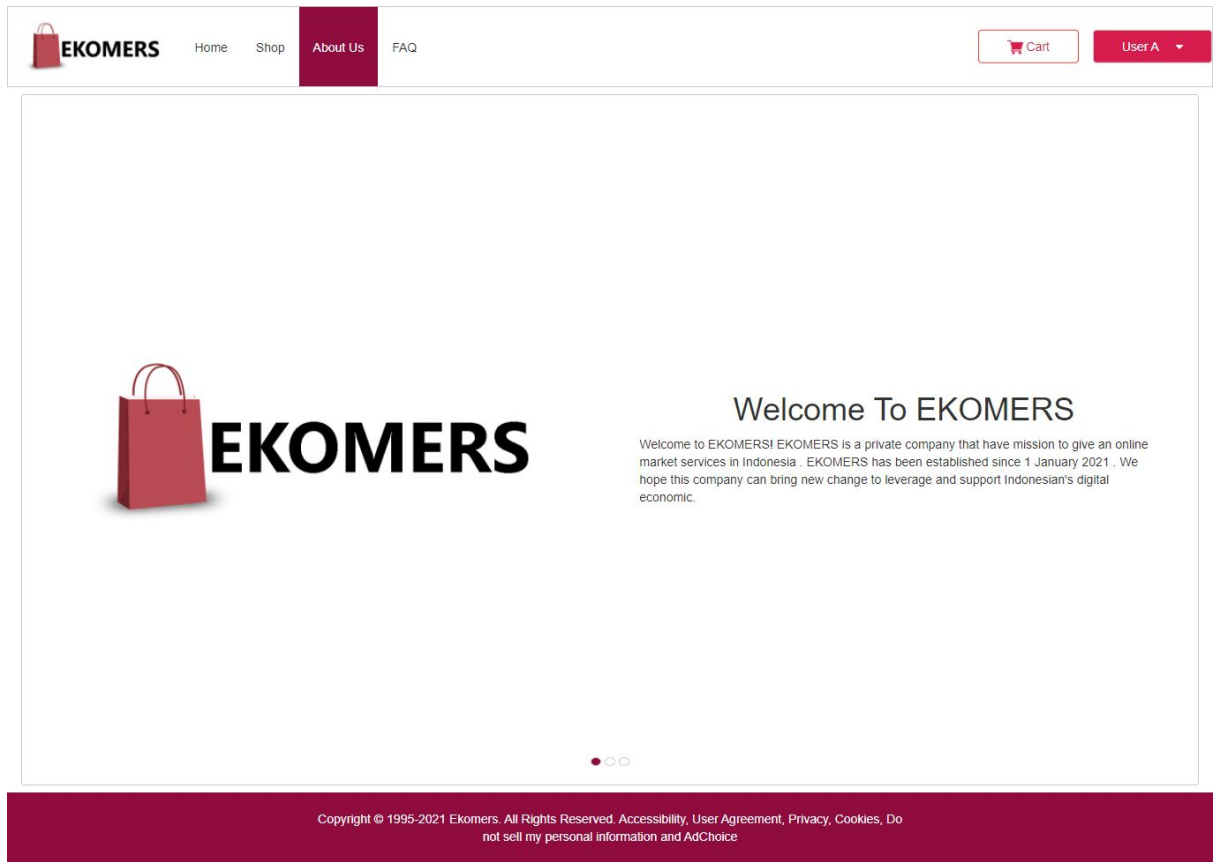 EKOMERS
Home
Shop
About Us
FAQ
Cart
User A
EKOMERS
Welcome To EKOMERS
Welcome to EKOMERS! EKOMERS is a private company that have mission to give an online
market services in Indonesia . EKOMERS has been established since 1 January 2021 . We
hope this company can bring new change to leverage and support Indonesian's digital
economic.
Copyright © 1995-2021 Ekomers. All Rights Reserved. Accessibility, User Agreement, Privacy, Cookies, Do
not sell my personal information and AdChoice